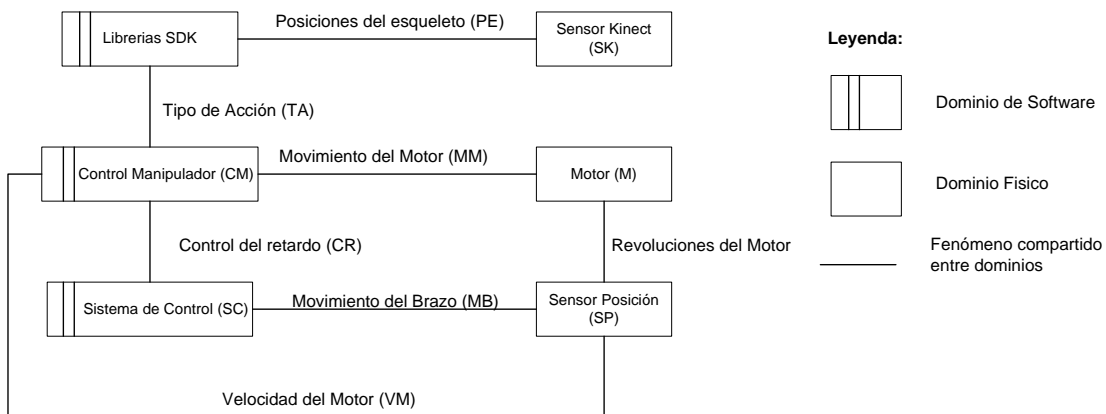 Posiciones del esqueleto (PE)
Librerias SDK
Sensor Kinect
(SK)
Leyenda:
Dominio de Software
Tipo de Acción (TA)
Movimiento del Motor (MM)
Control Manipulador (CM)
Motor (M)
Dominio Fisico
Control del retardo (CR)
Revoluciones del Motor
Fenómeno compartido
entre dominios
Movimiento del Brazo (MB)
Sistema de Control (SC)
Sensor Posición
(SP)
Velocidad del Motor (VM)